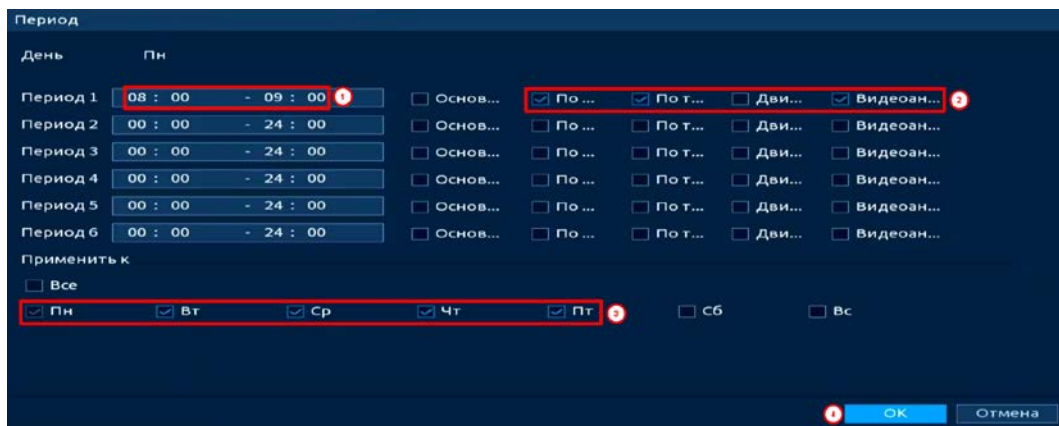 Период
День Пн
Период 1 08 : 00 - 09 : 00 1 Основ... По ... По т... Дви... Видеоан... 2
Период 2 00 : 00 - 24 : 00 Основ... По ... По т... Дви... Видеоан...
Период 3 00 : 00 - 24 : 00 Основ... По ... По т... Дви... Видеоан...
Период 4 00 : 00 - 24 : 00 Основ... По ... По т... Дви... Видеоан...
Период 5 00 : 00 - 24 : 00 Основ... По ... По т... Дви... Видеоан...
Период 6 00 : 00 - 24 : 00 Основ... По ... По т... Дви... Видеоан...
Применить к
Все
Пн Вт Ср Чт Пт 3 Сб Вс
4 OK Отмена